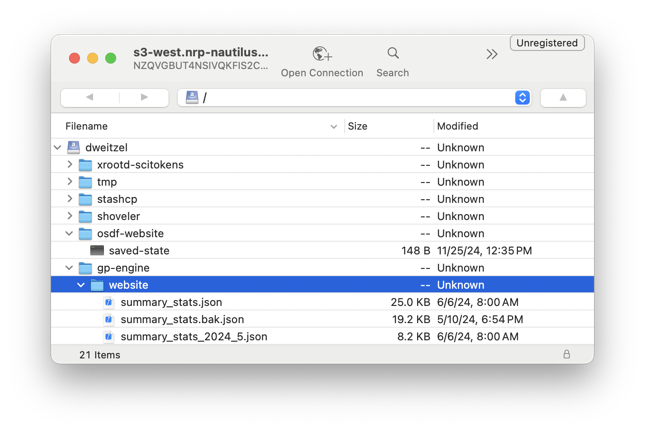 s3-west.nrp-nautilus...
NZQVGBUT4NSIVQKFIS2C...
Open Connection
Search
Unregistered
/
Filename Size Modified
dweitzel -- Unknown
xrootd-scitokens -- Unknown
tmp -- Unknown
stashcp -- Unknown
shoveler -- Unknown
osdf-website -- Unknown
saved-state 148 B 11/25/24, 12:35 PM
gp-engine -- Unknown
website -- Unknown
summary_stats.json 25.0 KB 6/6/24, 8:00 AM
summary_stats.bak.json 19.2 KB 5/10/24, 6:54 PM
summary_stats_2024_5.json 8.2 KB 6/6/24, 8:00 AM
21 Items